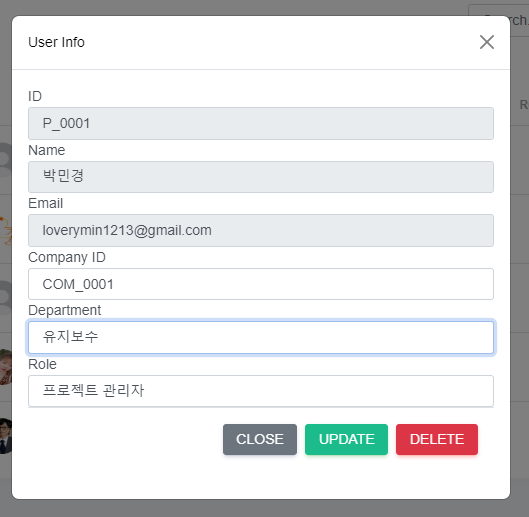 Search.
User Info
R
ID
P_0001
Name
박민경
Email
loverymin1213@gmail.com
Company ID
COM_0001
Department
유지보수
Role
프로젝트 관리자
CLOSE UPDATE DELETE